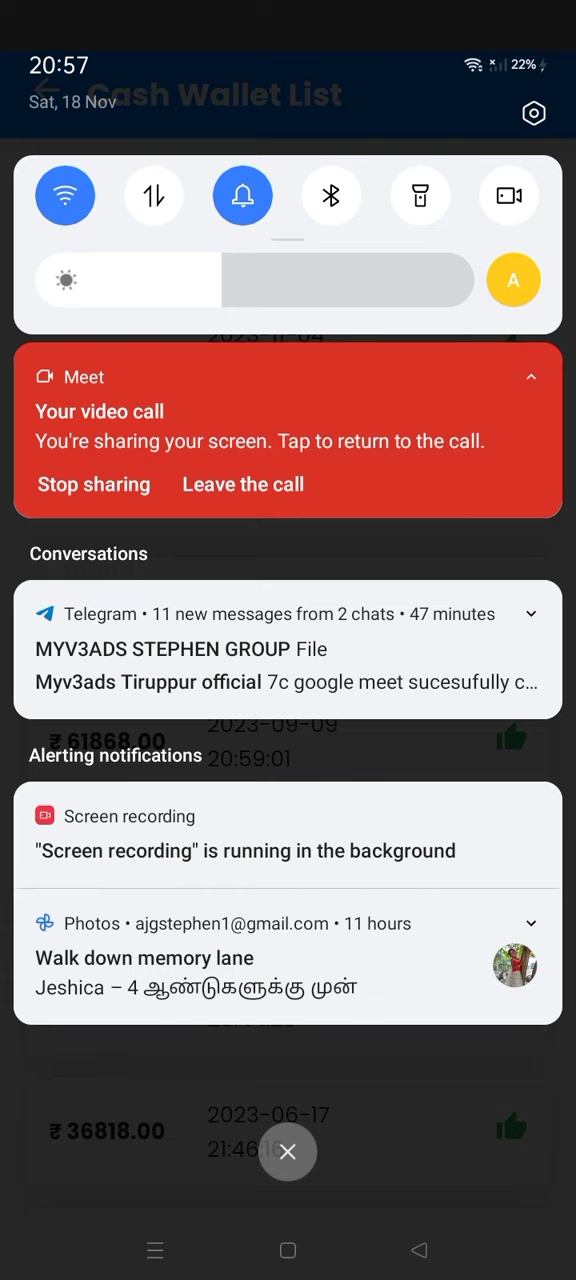 20:57
22%
Cash Wallet List
Sat, 18 Nov
A
Meet
Your video call
You're sharing your screen. Tap to return to the call.
Stop sharing Leave the call
Conversations
Telegram • 11 new messages from 2 chats • 47 minutes
MYV3ADS STEPHEN GROUP File
Myv3ads Tiruppur official 7c google meet sucesufully c...
₹ 61868.00 2023-09-09
20:59:01
Alerting notifications
Screen recording
"Screen recording" is running in the background
Photos • ajgstephen1@gmail.com • 11 hours
Walk down memory lane
Jeshica – 4 ஆண்டுகளுக்கு முன்
₹ 36818.00 2023-06-17
21:46:16